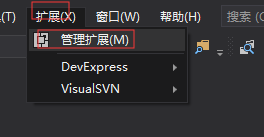 (T) 扩展(X) 窗口(W) 帮助(H) 搜索 (
管理扩展(M)
DevExpress
VisualSVN